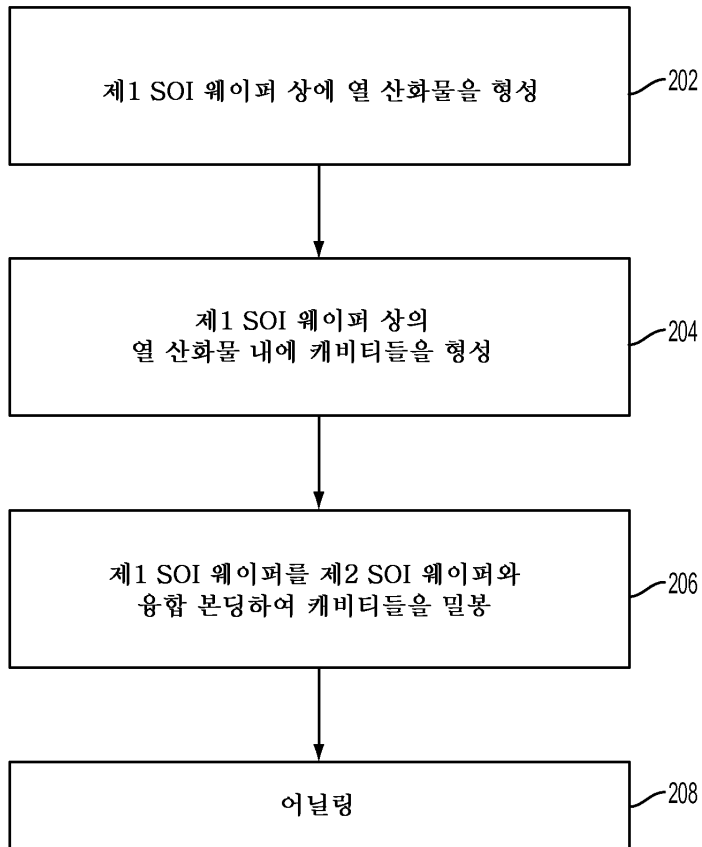 제1 SOI 웨이퍼 상에 열 산화물을 형성
202
제1 SOI 웨이퍼 상의
열 산화물 내에 캐비티들을 형성
204
제1 SOI 웨이퍼를 제2 SOI 웨이퍼와
융합 본딩하여 캐비티들을 밀봉
206
어닐링
208